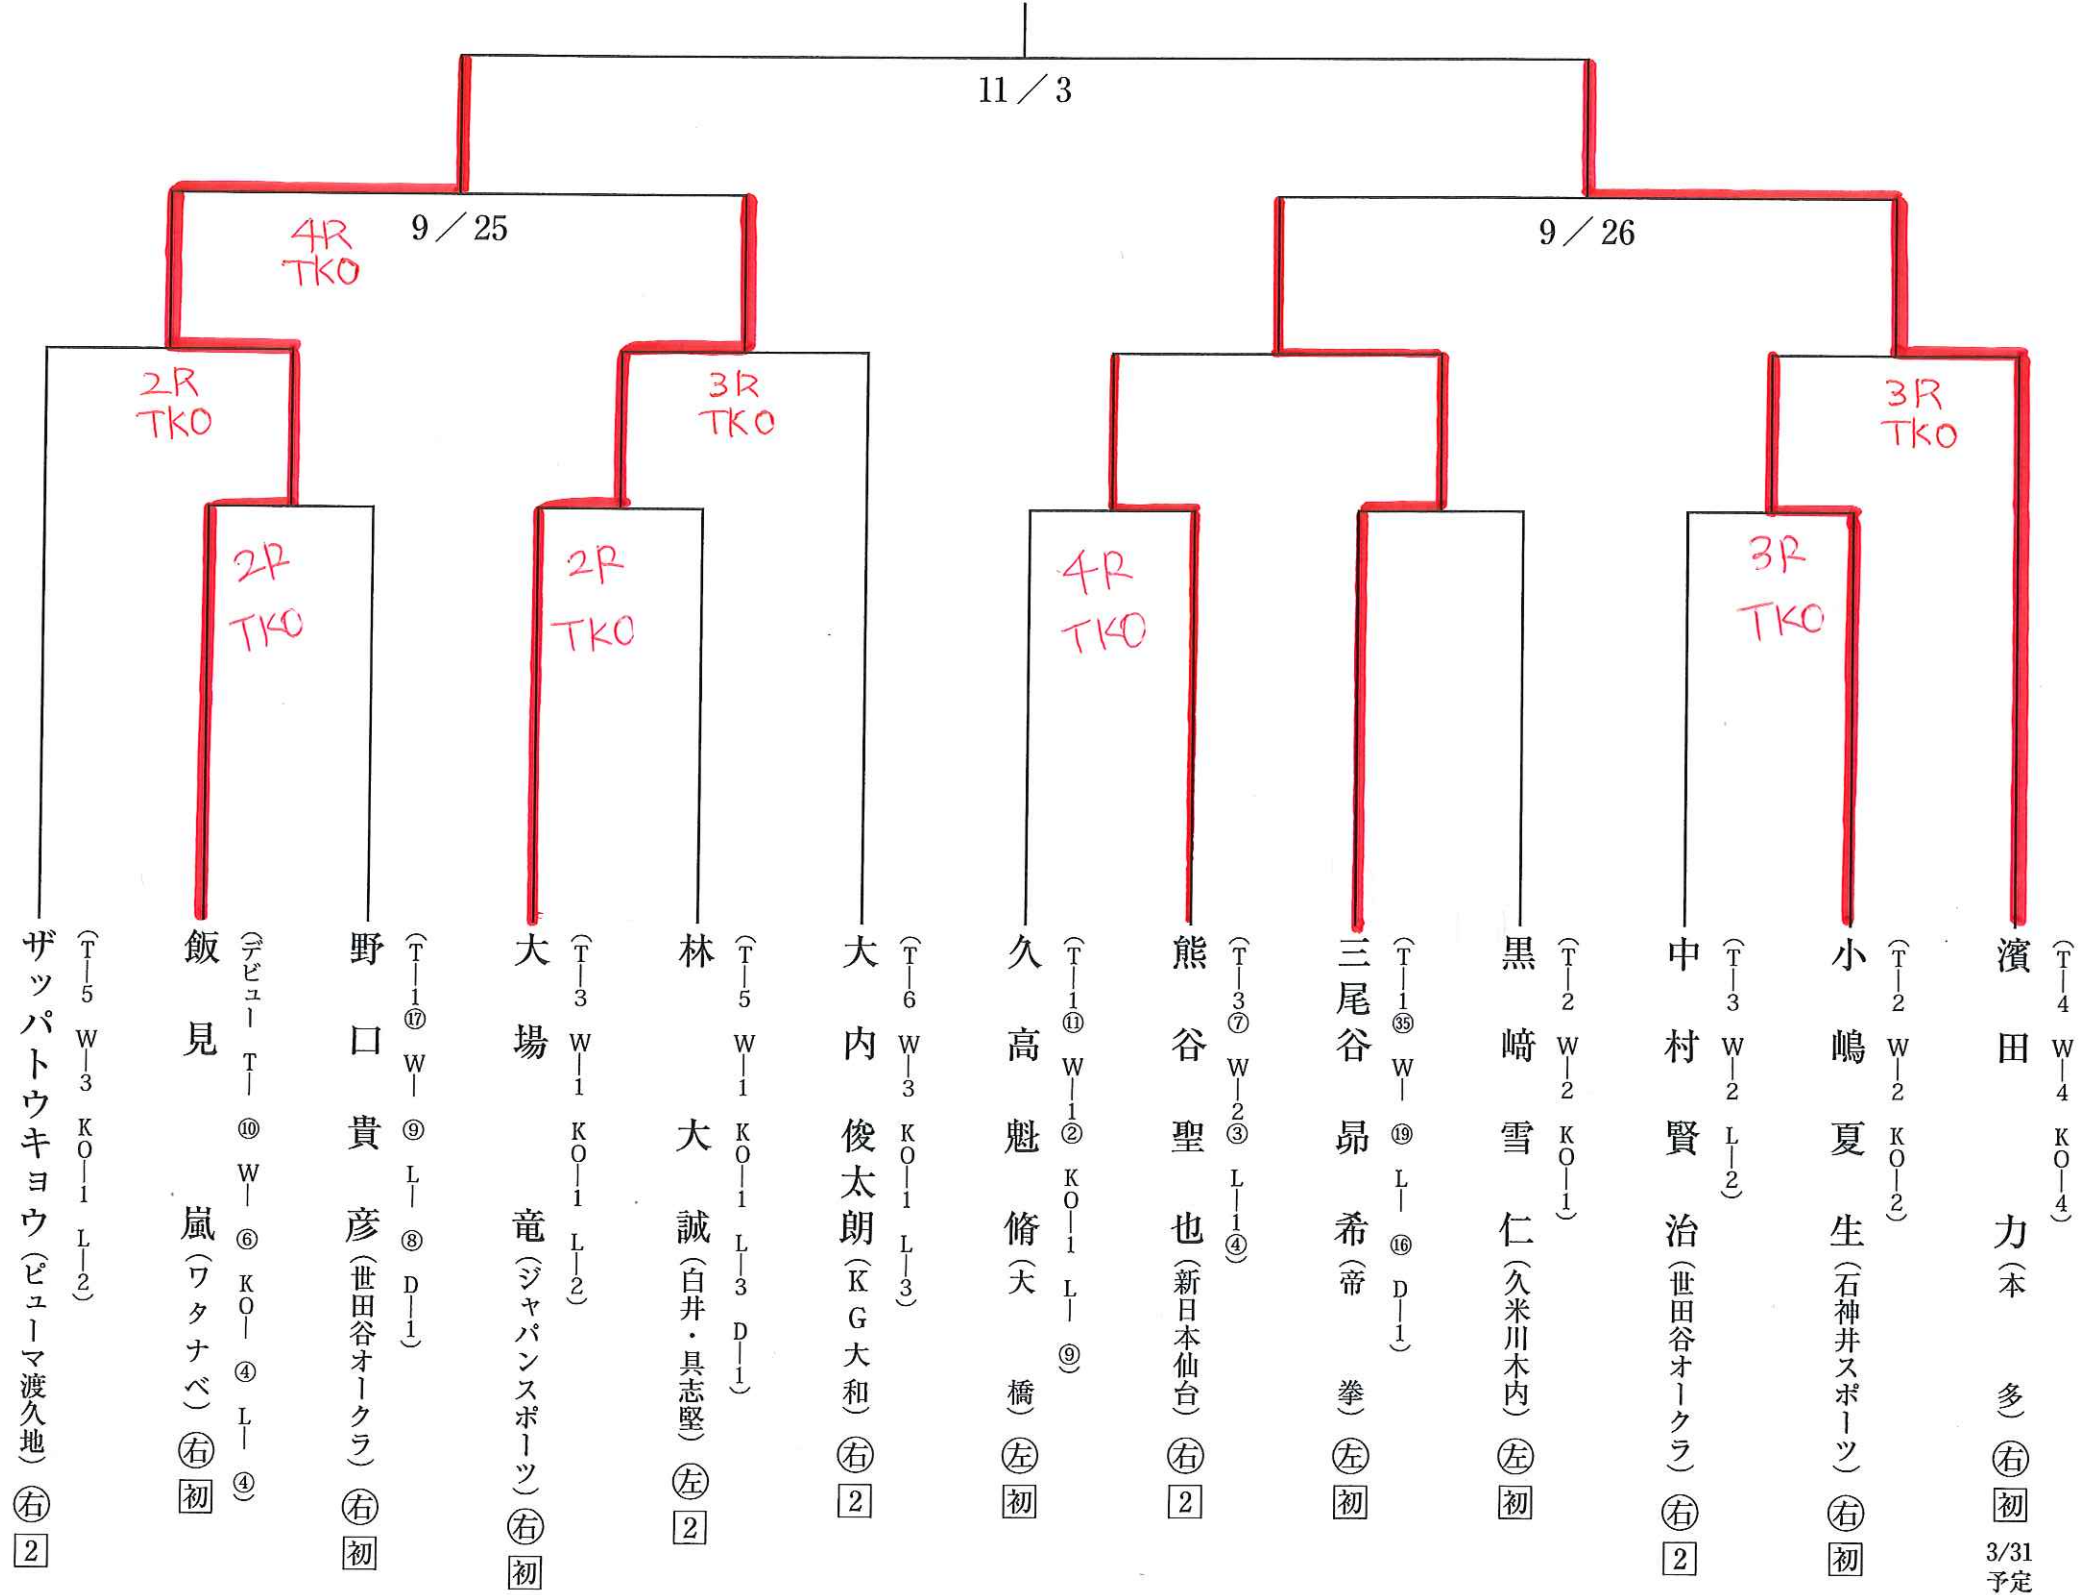 11／3
9／25
9／26
4R
TKO
2R
TKO
3R
TKO
3R
TKO
2R
TKO
2R
TKO
4R
TKO
3R
TKO
ザッパトウキョウ（ピューマ渡久地）㊨ 2
（T—5 W—3 KO—1 L—2）
飯見 嵐（ワタナベ）㊨ 初
（デビュー T—⑩ W—⑥ KO—④ L—④）
野口貴彦（世田谷オークラ）㊨ 初
（T—1⑰ W—⑨ L—⑧ D—1）
大場 竜（ジャパンスポーツ）㊨ 初
（T—3 W—1 KO—1 L—2）
林 大誠（白井・具志堅）㊧ 2
（T—5 W—1 KO—1 L—3 D—1）
大内俊太朗（KG大和）㊨ 2
（T—6 W—3 KO—1 L—3）
久高魁脩（大橋）㊧ 初
（T—1⑪ W—1② KO—1 L—⑨）
熊谷聖也（新日本仙台）㊨ 2
（T—3⑦ W—2③ L—1④）
三尾谷昴希（帝拳）㊧ 初
（T—1㉟ W—⑲ L—⑯ D—1）
黒﨑雪仁（久米川木内）㊧ 初
（T—2 W—2 KO—1）
中村賢治（世田谷オークラ）㊨ 2
（T—3 W—2 L—2）
小嶋夏生（石神井スポーツ）㊨ 初
（T—2 W—2 KO—2）
濱田 力（本多）㊨ 初
（T—4 W—4 KO—4）
3/31
予定